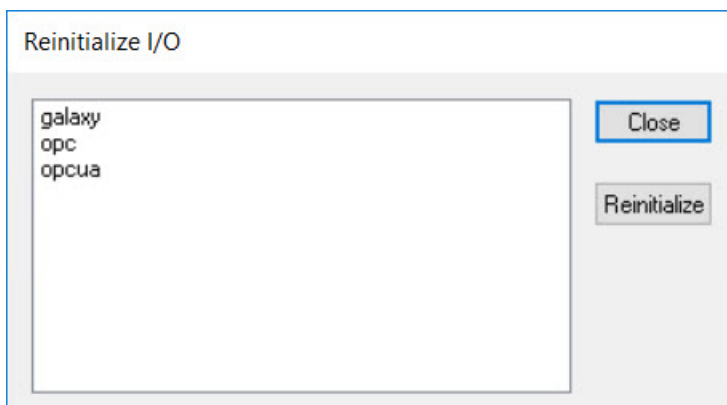 Reinitialize I/O
galaxy
opc
opcua
Close
Reinitialize